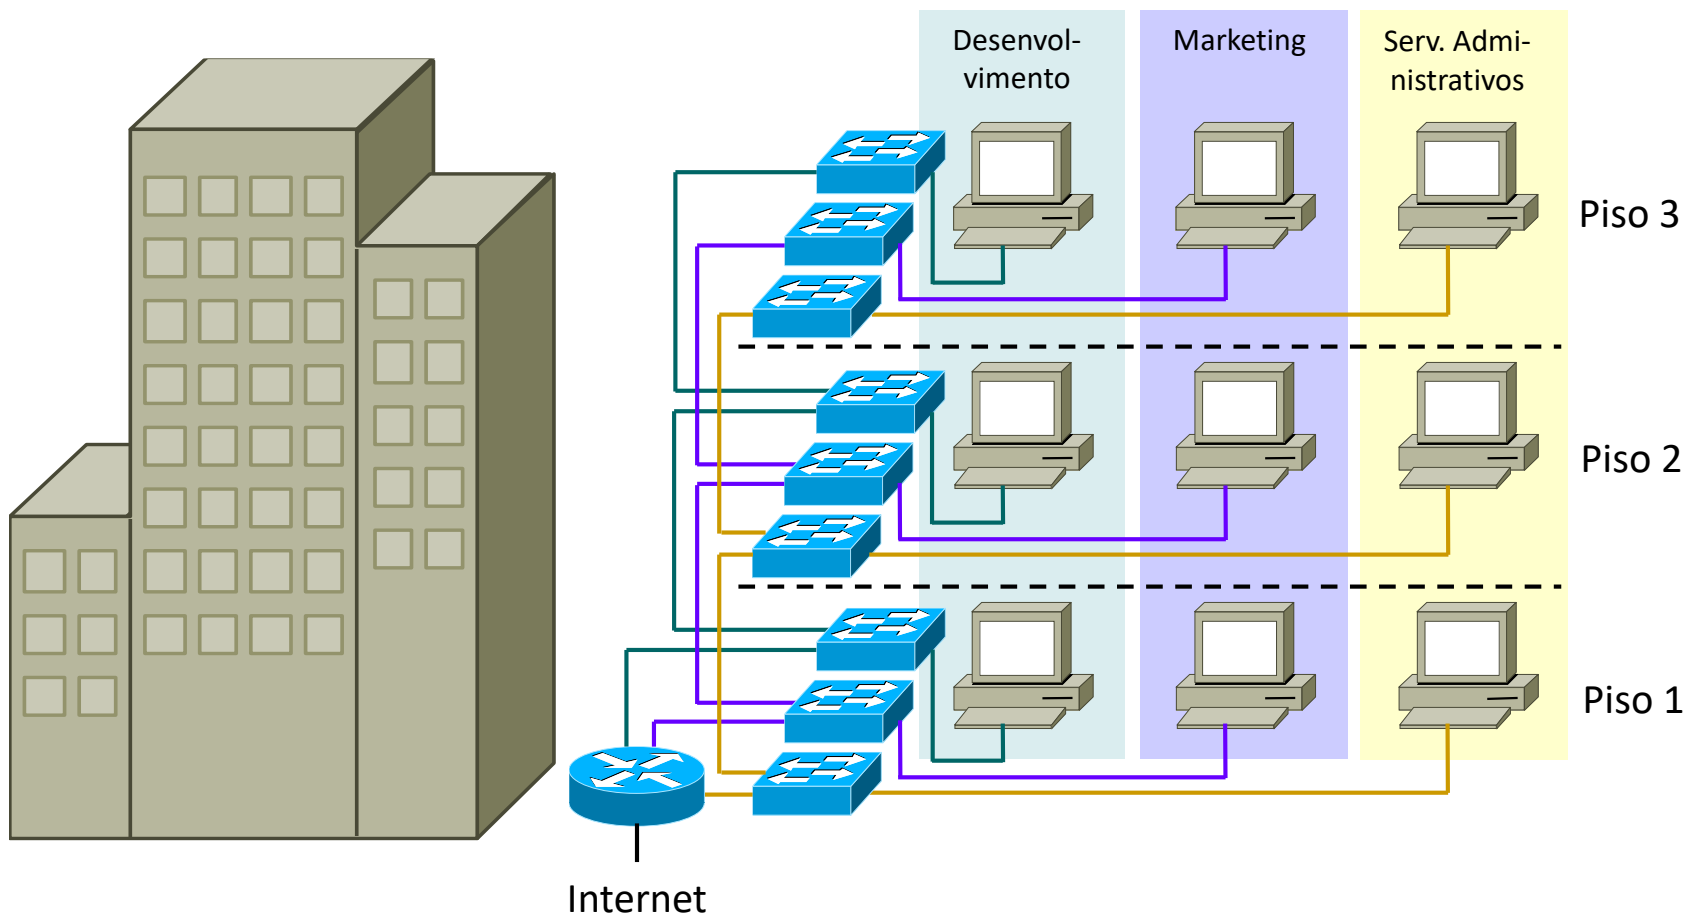 Desenvol-
vimento
Marketing
Serv. Admi-
nistrativos
Piso 3
Piso 2
Piso 1
Internet